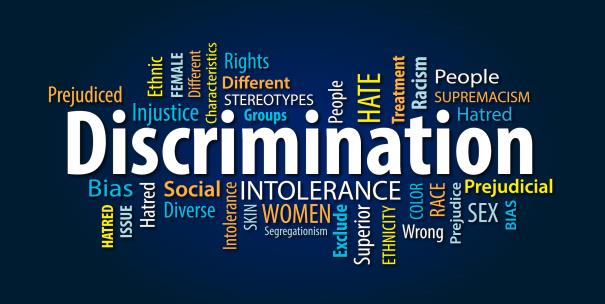 Prejudiced
Ethnic
FEMALE
Different
Characteristics
Rights
Different
STEREOTYPES
Injustice
Groups
People
HATE
Treatment
Racism
People
SUPREMACISM
Hatred
Discrimination
Bias
HATRED
ISSUE
Hatred
Social
Diverse
Intolerance
SKIN
INTOLERANCE
WOMEN
Segregationism
Exclude
Superior
ETHNICITY
COLOR
Wrong
RACE
Prejudice
Prejudicial
SEX
BIAS